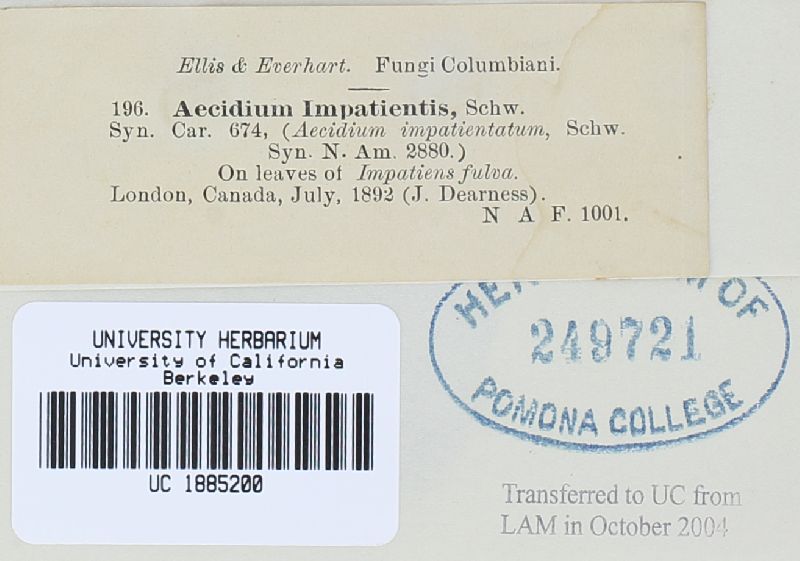 Ellis & Everhart. Fungi Columbiani.
196. Aecidium Impatientis, Schw.
Syn. Car. 674, (Aecidium impatientatum, Schw.
Syn. N. Am. 2880.)
On leaves of Impatiens fulva.
London, Canada, July, 1892 (J. Dearness).
N A F. 1001.
UNIVERSITY HERBARIUM
University of California
Berkeley
UC 1885200
OF
249721
POMONA COLLEGE
Transferred to UC from
LAM in October 2004